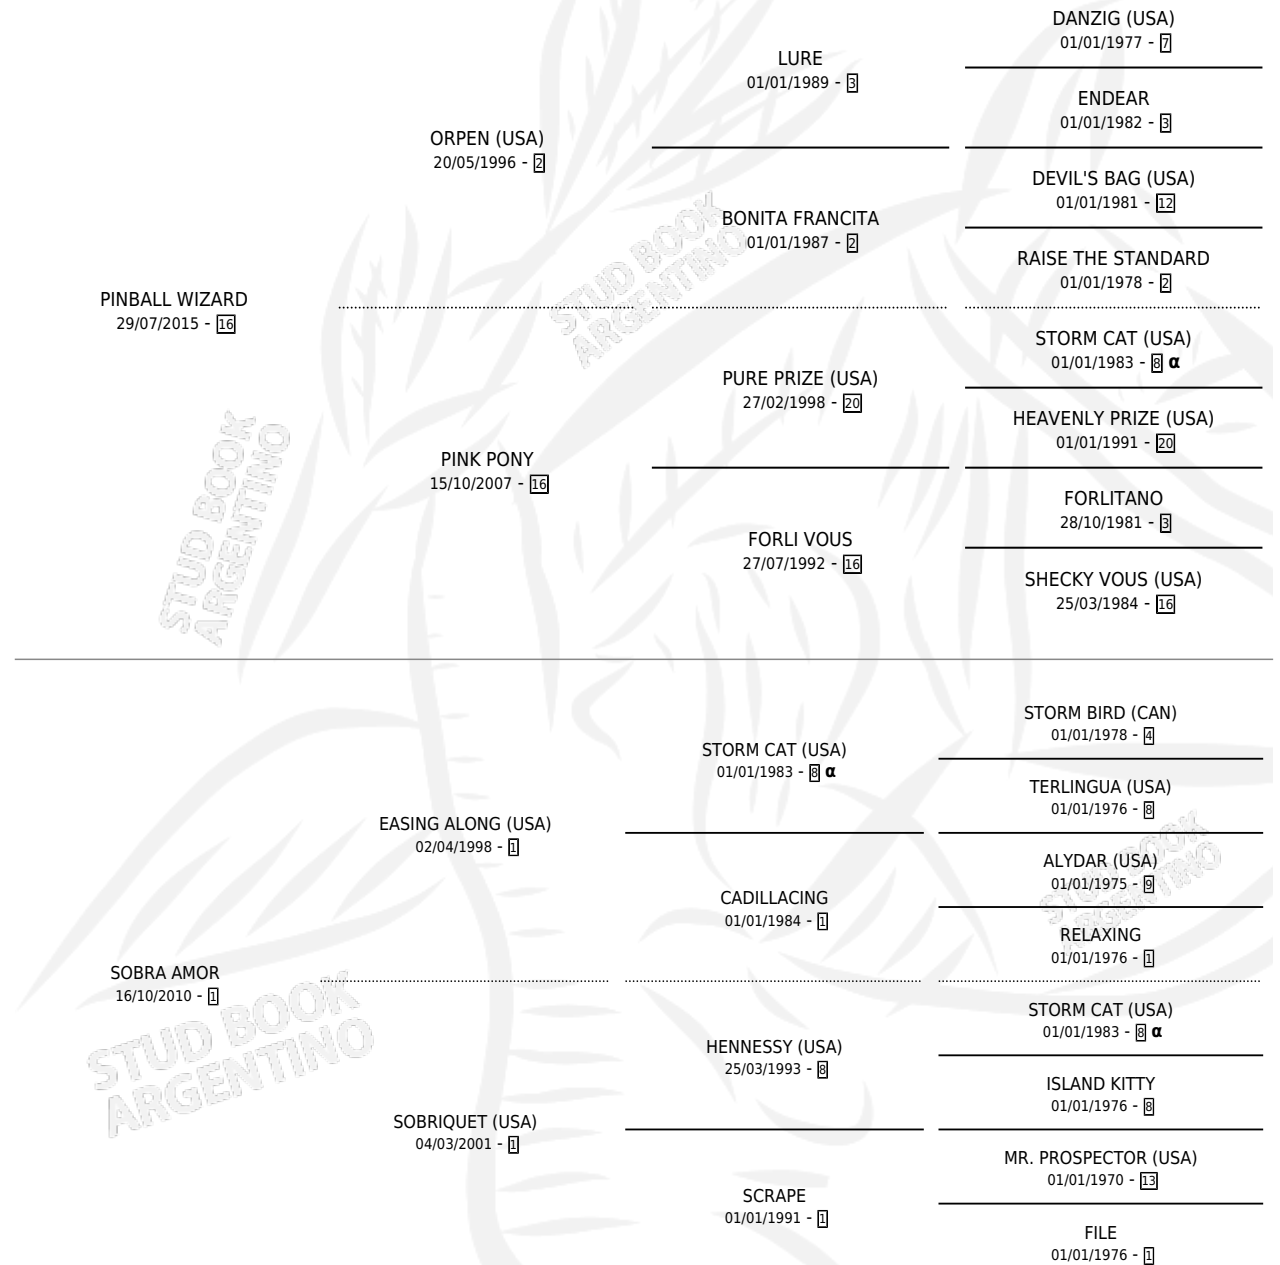 DANZIG (USA)
01/01/1977 - 7
LURE
01/01/1989 - 3
ENDEAR
01/01/1982 - 3
ORPEN (USA)
20/05/1996 - 2
DEVIL'S BAG (USA)
01/01/1981 - 12
BONITA FRANCITA
01/01/1987 - 2
RAISE THE STANDARD
01/01/1978 - 2
STUD BOOK
ARGENTINO
PINBALL WIZARD
29/07/2015 - 16
STORM CAT (USA)
01/01/1983 - 8 α
PURE PRIZE (USA)
27/02/1998 - 20
HEAVENLY PRIZE (USA)
01/01/1991 - 20
PINK PONY
15/10/2007 - 16
FORLITANO
28/10/1981 - 3
FORLI VOUS
27/07/1992 - 16
SHECKY VOUS (USA)
25/03/1984 - 16
STUD BOOK
ARGENTINO
STORM BIRD (CAN)
01/01/1978 - 4
STORM CAT (USA)
01/01/1983 - 8 α
TERLINGUA (USA)
01/01/1976 - 8
EASING ALONG (USA)
02/04/1998 - 1
ALYDAR (USA)
01/01/1975 - 9
CADILLACING
01/01/1984 - 1
RELAXING
01/01/1976 - 1
STUD BOOK
ARGENTINO
SOBRA AMOR
16/10/2010 - 1
STORM CAT (USA)
01/01/1983 - 8 α
HENNESSY (USA)
25/03/1993 - 8
ISLAND KITTY
01/01/1976 - 8
STUD BOOK
ARGENTINO
SOBRIQUET (USA)
04/03/2001 - 1
MR. PROSPECTOR (USA)
01/01/1970 - 13
SCRAPE
01/01/1991 - 1
FILE
01/01/1976 - 1